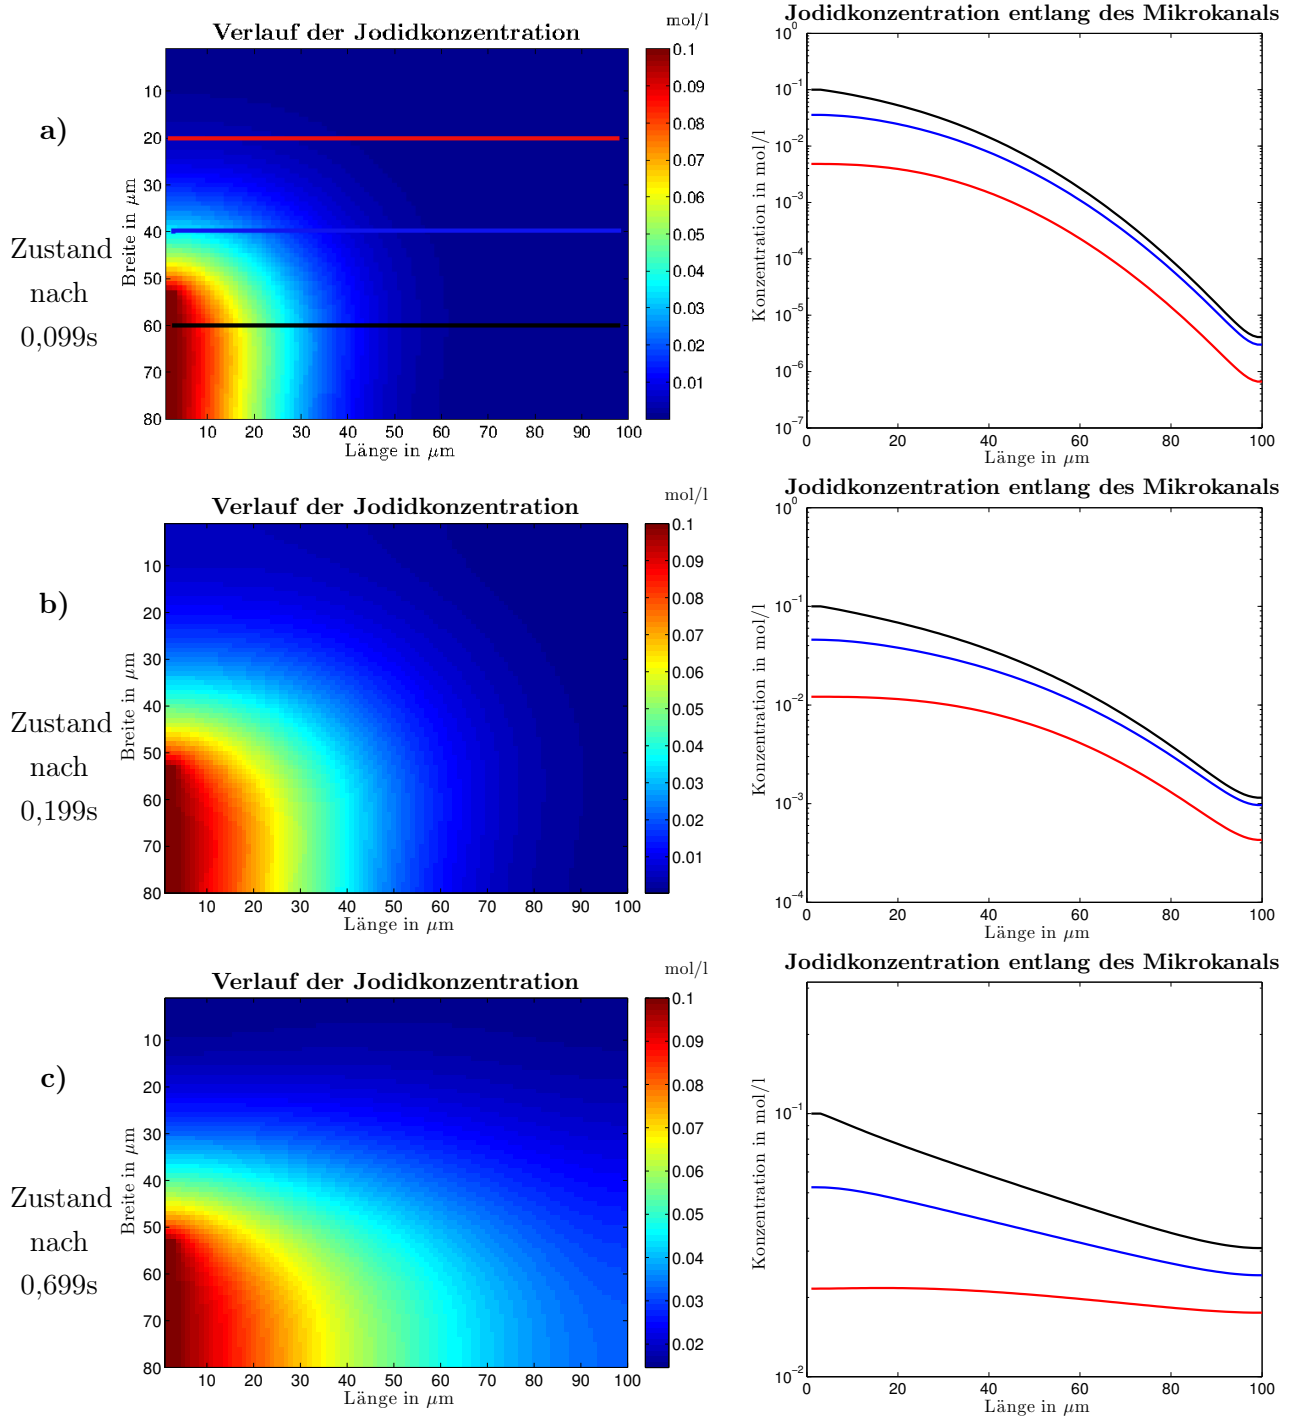 Verlauf der Jodidkonzentration
mol/l
Jodidkonzentration entlang des Mikrokanals
a)
Zustand
nach
0,099s
Breite in μm
10
20
30
40
50
60
70
80
10 20 30 40 50 60 70 80 90 100
Länge in μm
0.1
0.09
0.08
0.07
0.06
0.05
0.04
0.03
0.02
0.01
Konzentration in mol/l
10⁰
10⁻¹
10⁻²
10⁻³
10⁻⁴
10⁻⁵
10⁻⁶
10⁻⁷
0 20 40 60 80 100
Länge in μm
Verlauf der Jodidkonzentration
mol/l
Jodidkonzentration entlang des Mikrokanals
b)
Zustand
nach
0,199s
Breite in μm
10
20
30
40
50
60
70
80
10 20 30 40 50 60 70 80 90 100
Länge in μm
0.1
0.09
0.08
0.07
0.06
0.05
0.04
0.03
0.02
0.01
Konzentration in mol/l
10⁰
10⁻¹
10⁻²
10⁻³
10⁻⁴
0 20 40 60 80 100
Länge in μm
Verlauf der Jodidkonzentration
mol/l
Jodidkonzentration entlang des Mikrokanals
c)
Zustand
nach
0,699s
Breite in μm
10
20
30
40
50
60
70
80
10 20 30 40 50 60 70 80 90 100
Länge in μm
0.1
0.09
0.08
0.07
0.06
0.05
0.04
0.03
0.02
Konzentration in mol/l
10⁻¹
10⁻²
0 20 40 60 80 100
Länge in μm